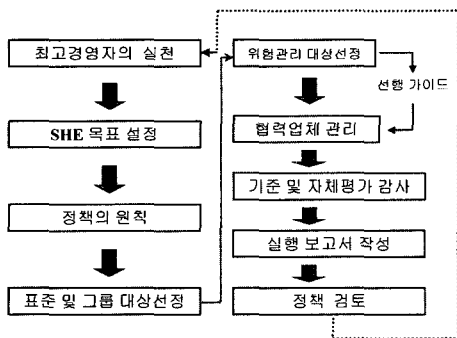 최고경영자의 실천
SHE 목표 설정
정책의 원칙
표준 및 그룹 대상선정
위험관리 대상선정
선행 가이드
협력업체 관리
기준 및 자체평가 감사
실행 보고서 작성
정책 검토